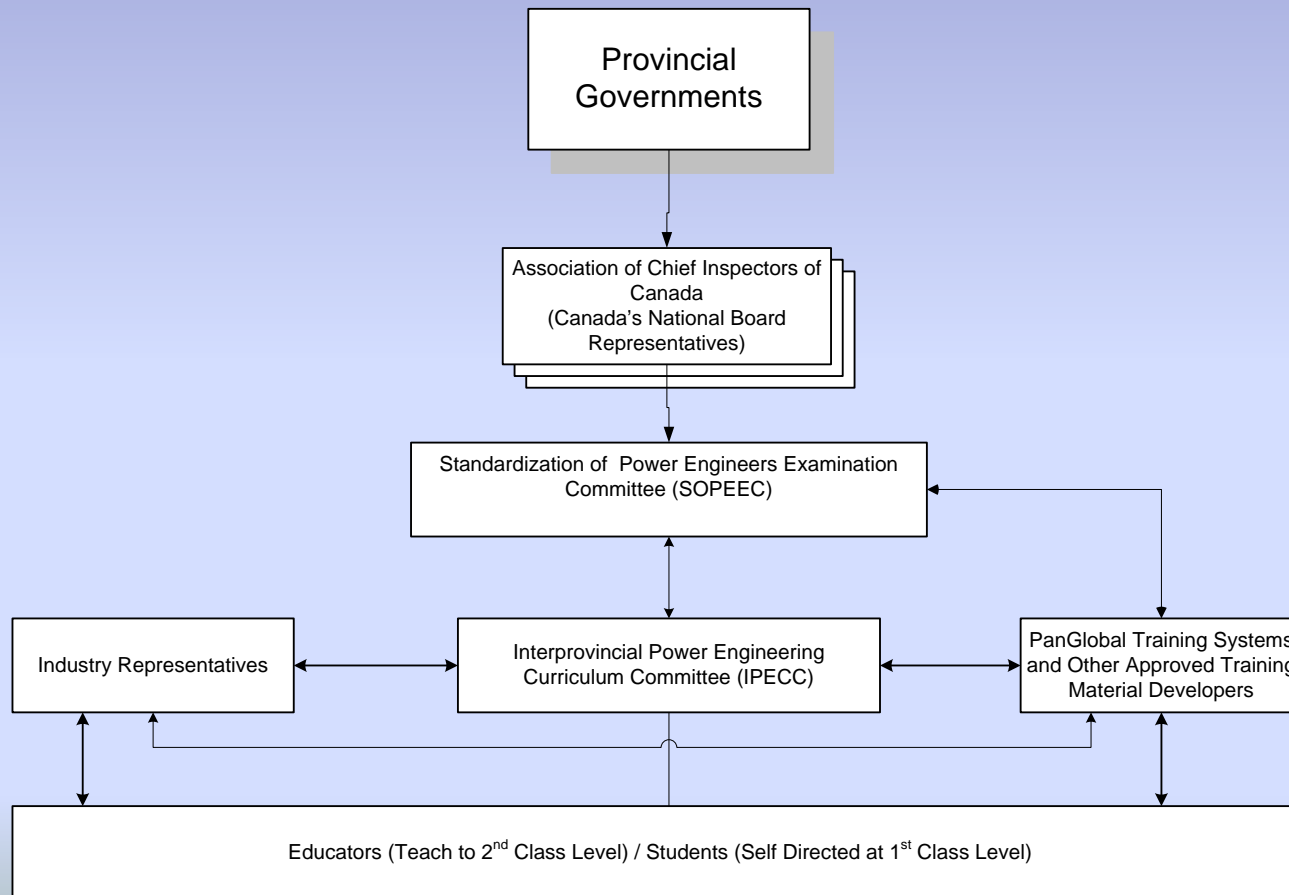 Provincial
Governments
Association of Chief Inspectors of
Canada
(Canada's National Board
Representatives)
Standardization of  Power Engineers Examination
Committee (SOPEEC)
Industry Representatives
Interprovincial Power Engineering
Curriculum Committee (IPECC)
PanGlobal Training Systems
and Other Approved Training
Material Developers
Educators (Teach to 2nd Class Level) / Students (Self Directed at 1st Class Level)